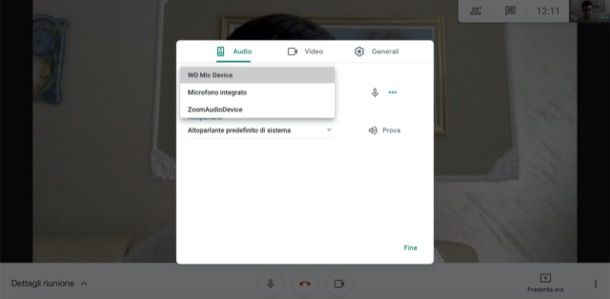 12:11
Audio
Video
Generali
WO Mic Device
Microfono integrato
ZoomAudioDevice
Altoparlante predefinito di sistema
Prova
Fine
Dettagli riunione
Presenta ora